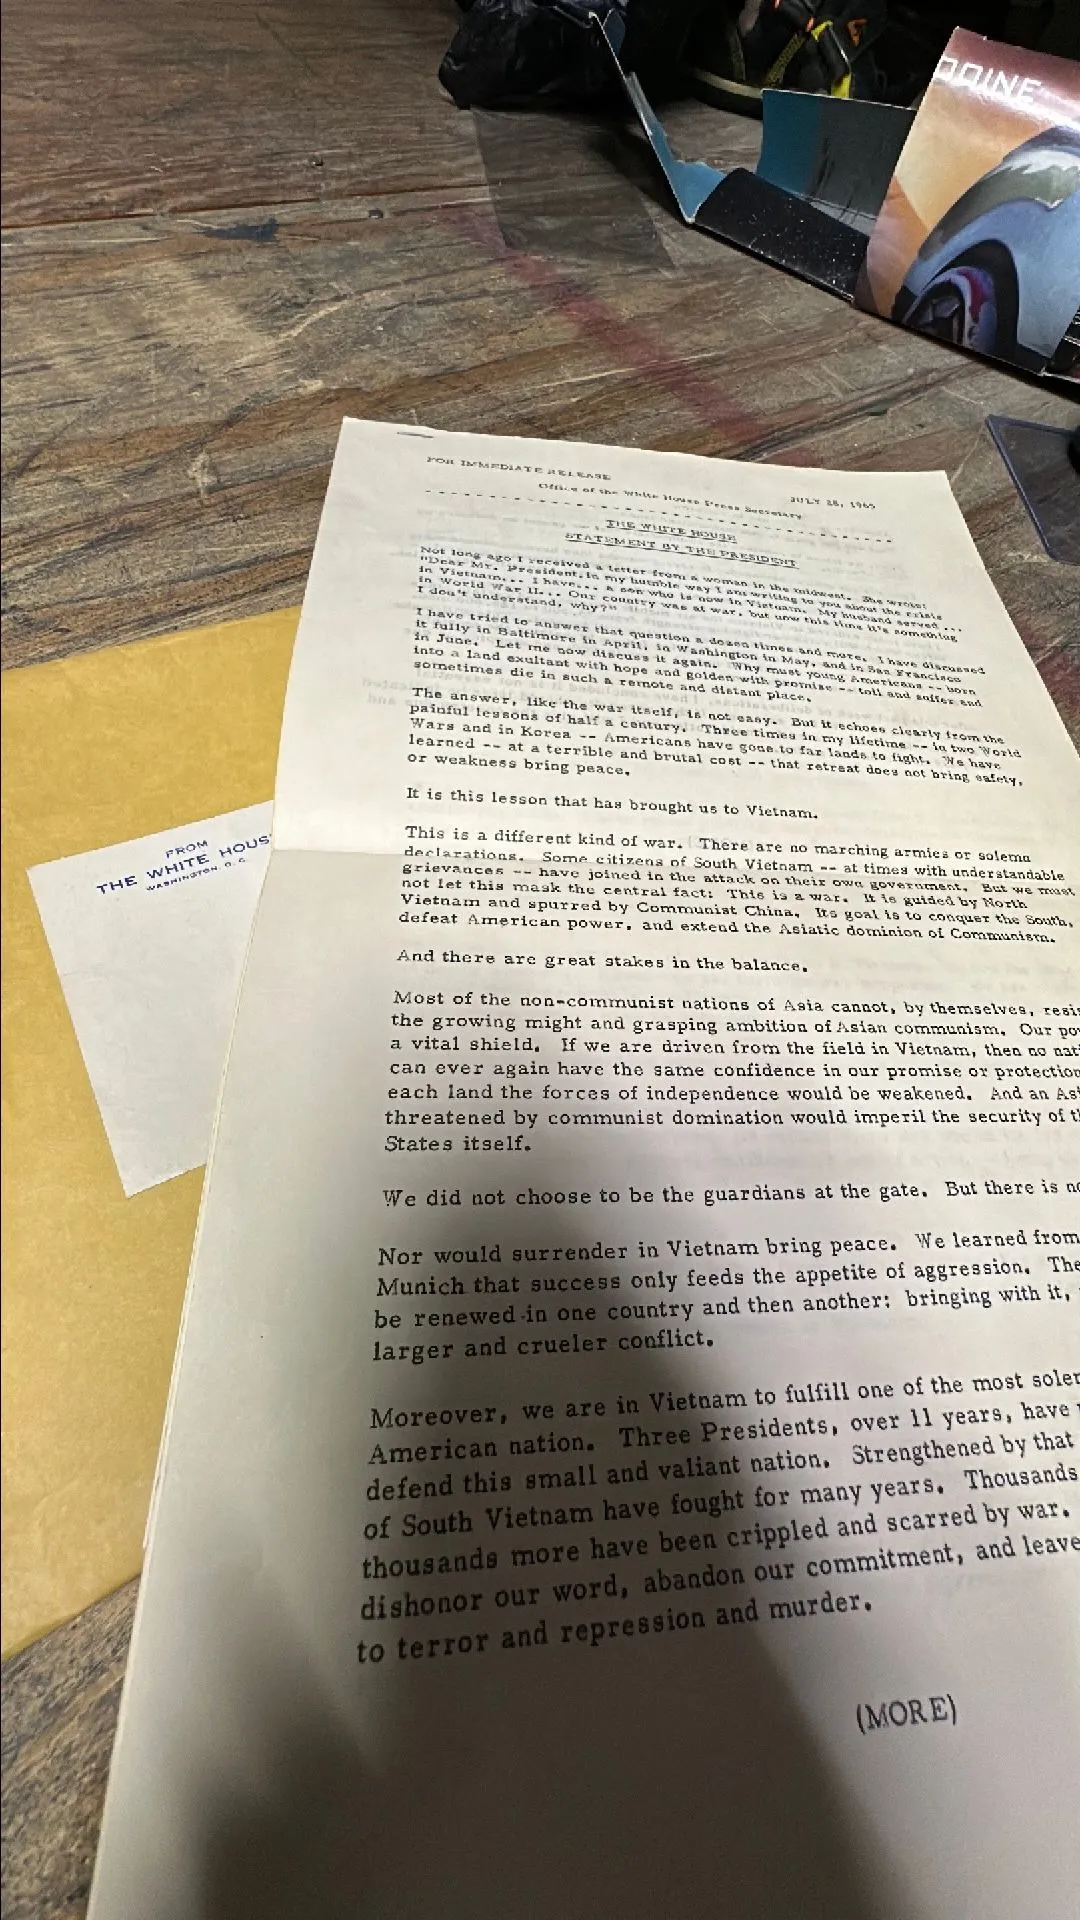 OOINE
FOR IMMEDIATE RELEASE
JULY 28, 1965
Office of the White House Press Secretary
THE WHITE HOUSE
STATEMENT BY THE PRESIDENT
Not long ago I received a letter from a woman in the midwest. She wrote:
"Dear Mr. President. In my humble way I am writing to you about the crisis
in Vietnam... I have... a son who is now in Vietnam. My husband served ...
in World War II... Our country was at war, but now this time it's something
I don't understand, why?"
I have tried to answer that question a dozen times and more. I have discussed
it fully in Baltimore in April, in Washington in May, and in San Francisco
in June. Let me now discuss it again. Why must young Americans -- born
into a land exultant with hope and golden with promise -- toil and suffer and
sometimes die in such a remote and distant place.
The answer, like the war itself, is not easy. But it echoes clearly from the
painful lessons of half a century. Three times in my lifetime -- in two World
Wars and in Korea -- Americans have gone to far lands to fight. We have
learned -- at a terrible and brutal cost -- that retreat does not bring safety,
or weakness bring peace.
It is this lesson that has brought us to Vietnam.
This is a different kind of war. There are no marching armies or solemn
declarations. Some citizens of South Vietnam -- at times with understandable
grievances -- have joined in the attack on their own government. But we must
not let this mask the central fact: This is a war. It is guided by North
Vietnam and spurred by Communist China. Its goal is to conquer the South,
defeat American power, and extend the Asiatic dominion of Communism.
And there are great stakes in the balance.
Most of the non-communist nations of Asia cannot, by themselves, resi
the growing might and grasping ambition of Asian communism. Our po
a vital shield. If we are driven from the field in Vietnam, then no nati
can ever again have the same confidence in our promise or protection
each land the forces of independence would be weakened. And an As
threatened by communist domination would imperil the security of t
States itself.
We did not choose to be the guardians at the gate. But there is no
Nor would surrender in Vietnam bring peace. We learned from
Munich that success only feeds the appetite of aggression. The
be renewed in one country and then another; bringing with it,
larger and crueler conflict.
Moreover, we are in Vietnam to fulfill one of the most solem
American nation. Three Presidents, over 11 years, have
defend this small and valiant nation. Strengthened by that
of South Vietnam have fought for many years. Thousands
thousands more have been crippled and scarred by war.
dishonor our word, abandon our commitment, and leave
to terror and repression and murder.
(MORE)
FROM
THE WHITE HOUS
WASHINGTON, D.C.